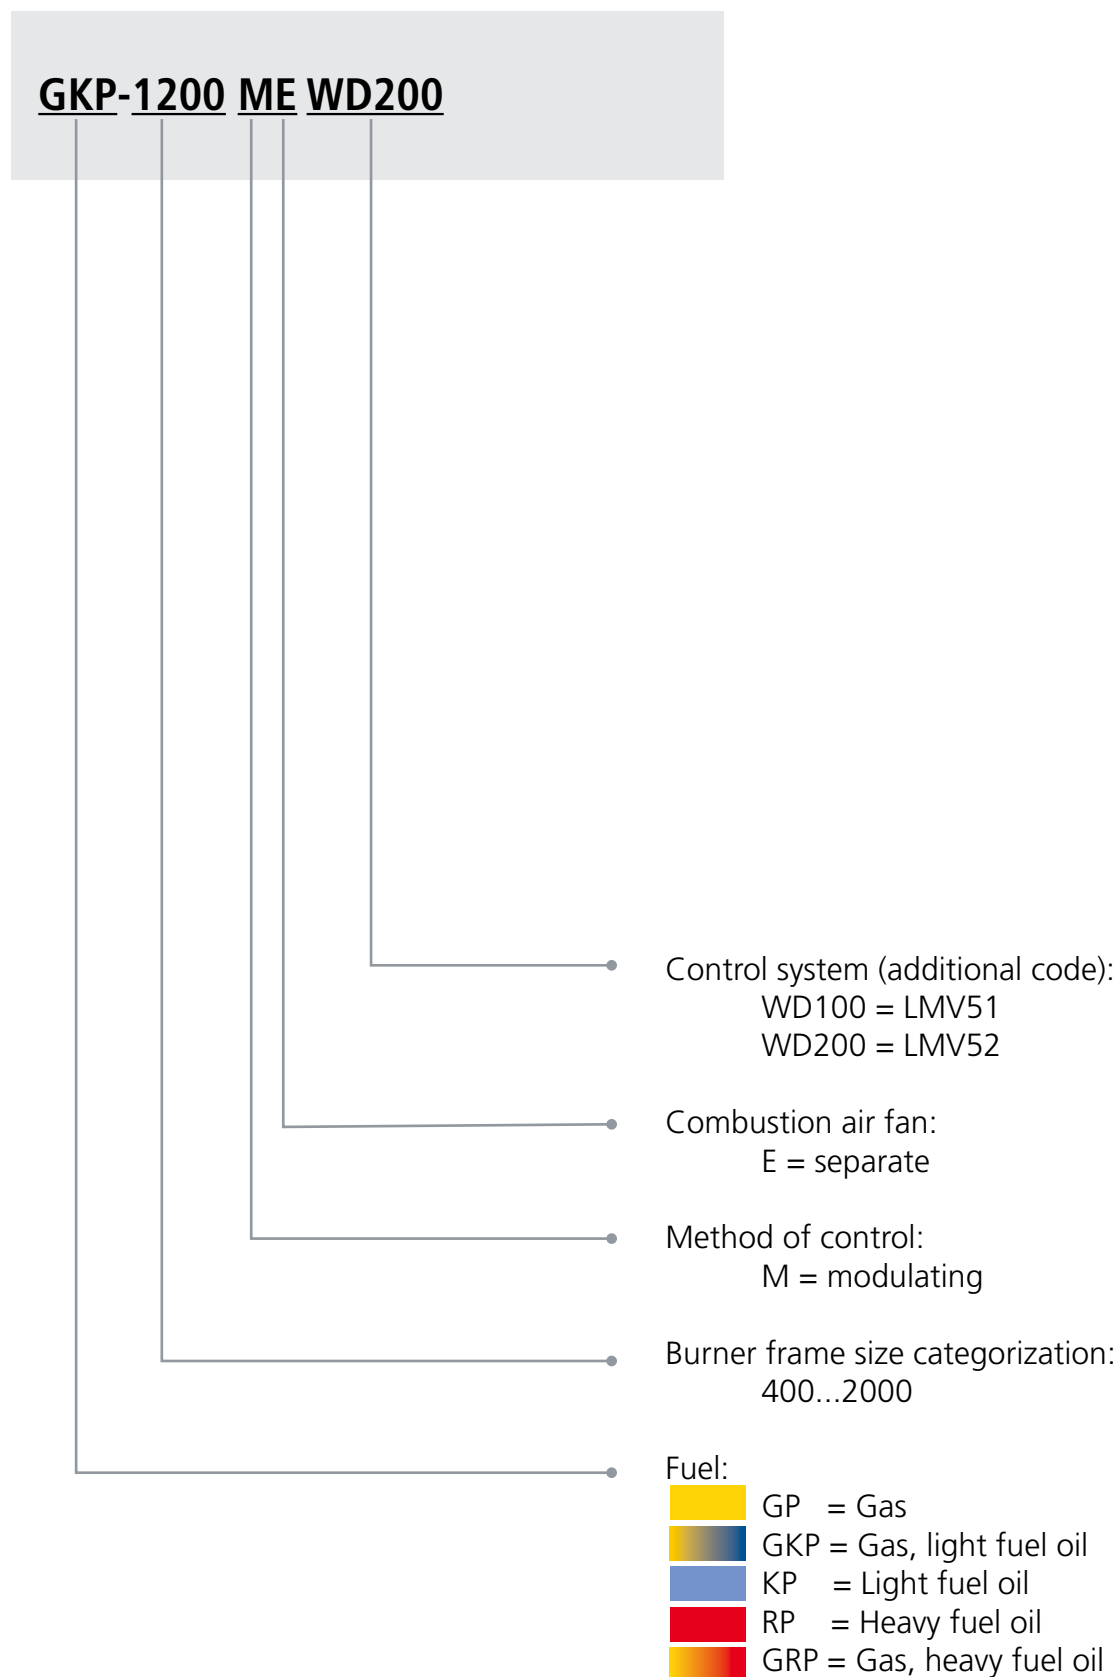 GKP-1200 ME WD200
Control system (additional code):
WD100 = LMV51
WD200 = LMV52
Combustion air fan:
E = separate
Method of control:
M = modulating
Burner frame size categorization:
400...2000
Fuel:
GP = Gas
GKP = Gas, light fuel oil
KP = Light fuel oil
RP = Heavy fuel oil
GRP = Gas, heavy fuel oil